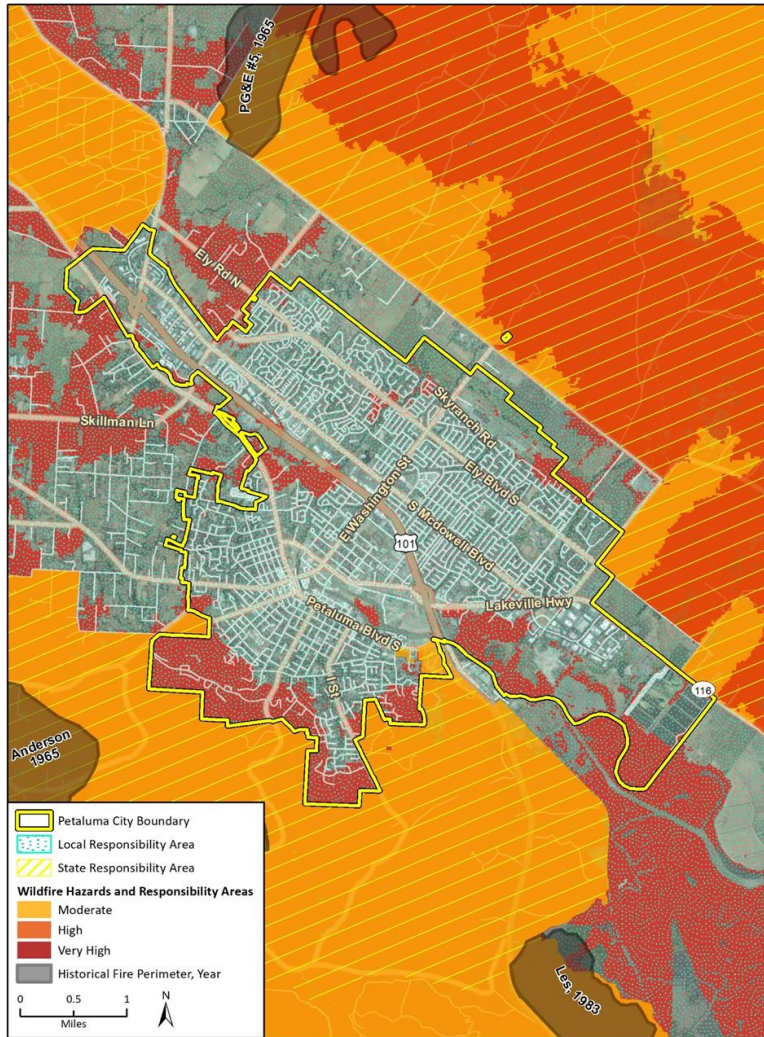 PG&E #5, 1965
Ely Rd N
Skillman Ln
Skyranch Rd
Ely Blvd S
E Washington St
S Mcdowell Blvd
101
Lakeville Hwy
Petaluma Blvd S
I St
116
Anderson
1965
Les, 1983
Petaluma City Boundary
Local Responsibility Area
State Responsibility Area
Wildfire Hazards and Responsibility Areas
Moderate
High
Very High
Historical Fire Perimeter, Year
0 0.5 1
Miles
N